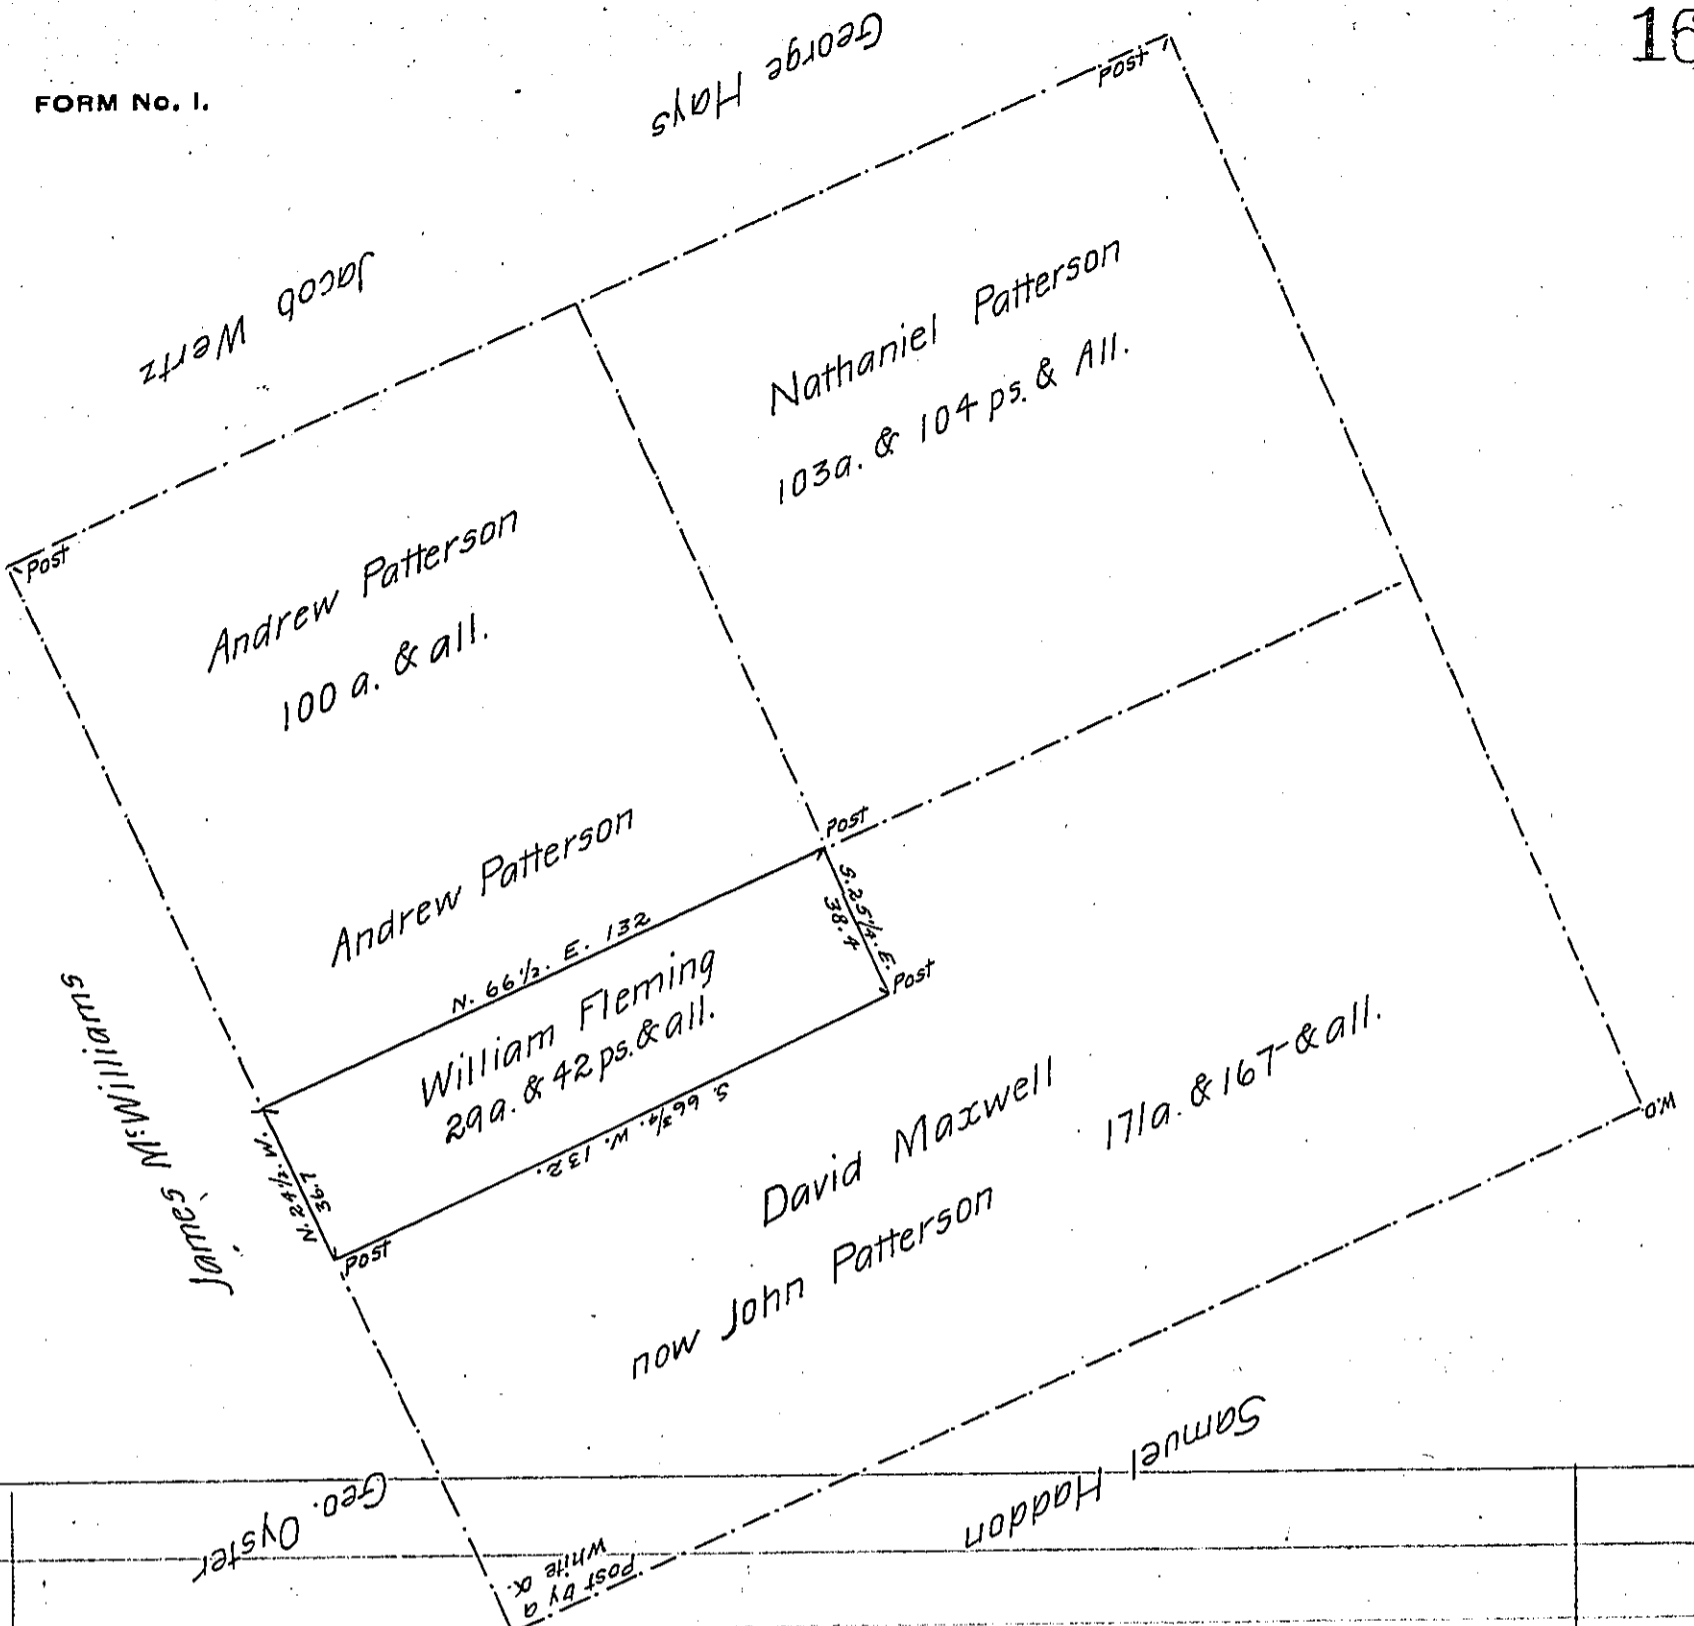 16
FORM No. 1.
George Hays
Post
Jacob Wertz
Nathaniel Patterson
103a. & 104 ps. & All.
Post
Andrew Patterson
100 a. & all.
Andrew Patterson
Post
N. 66½. E. 132
S. 25¼. E.
38.4
Post
William Fleming
29a. & 42 ps. & all.
S. 66¾. W. 132.
James McWilliams
N. 24½. W.
36.7
Post
David Maxwell
171a. & 167 & all.
now John Patterson
W.O.
Samuel Haddon
Geo. Oyster
Post by a
White O.